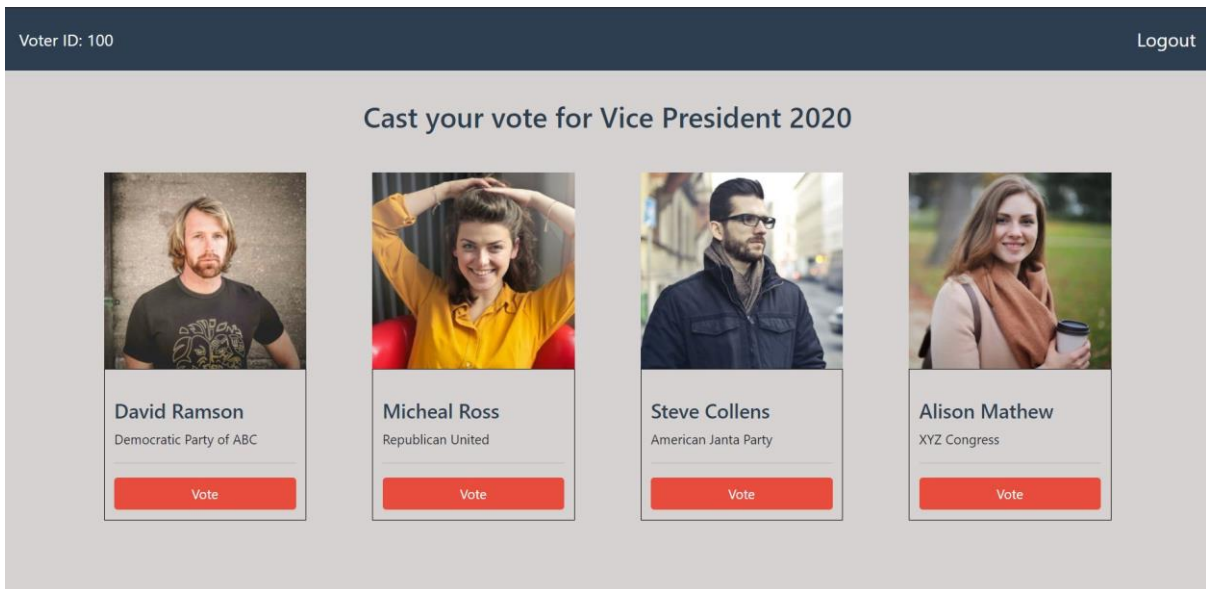 Voter ID: 100
Logout
Cast your vote for Vice President 2020
David Ramson
Democratic Party of ABC
Vote
Micheal Ross
Republican United
Vote
Steve Collens
American Janta Party
Vote
Alison Mathew
XYZ Congress
Vote